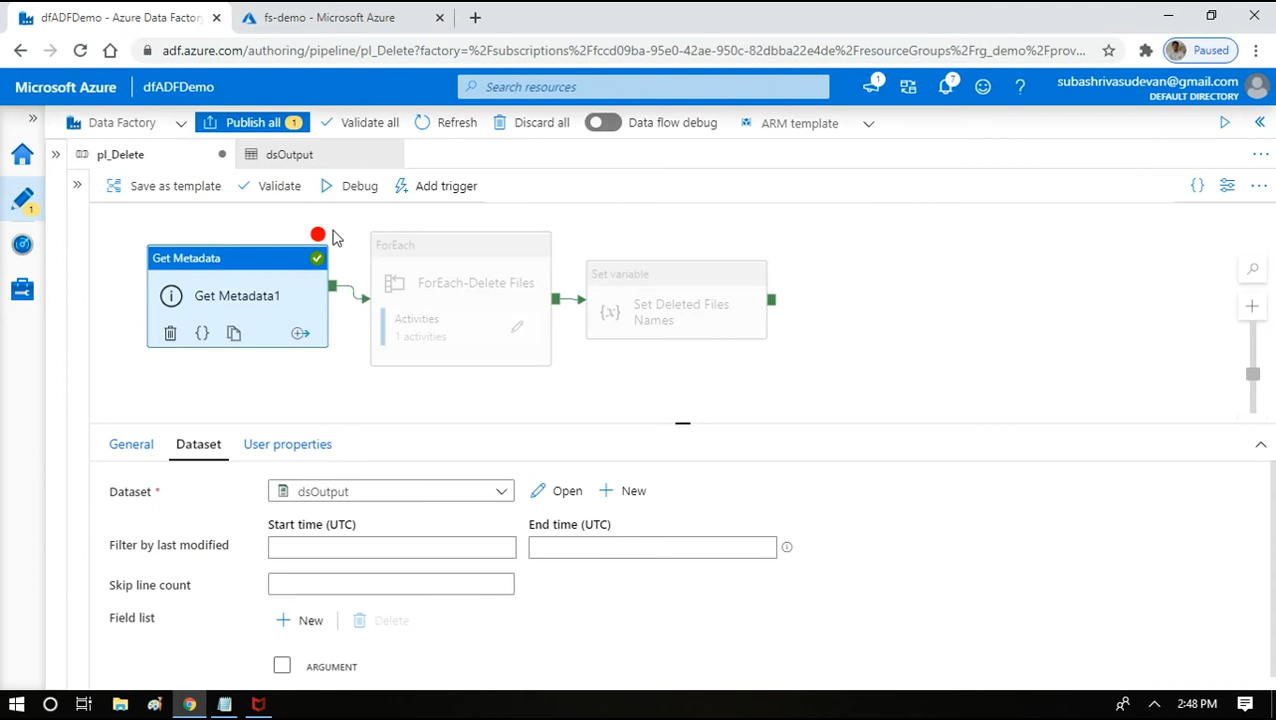 dfADFDemo - Azure Data Factory
fs-demo - Microsoft Azure
adf.azure.com/authoring/pipeline/pl_Delete?factory=%2Fsubscriptions%2Ffccd09ba-95e0-42ae-950c-82dbba22e4de%2FresourceGroups%2Frg_demo%2Fprov...
Paused
Microsoft Azure
dfADFDemo
Search resources
1
7
subashrivasudevan@gmail.com
DEFAULT DIRECTORY
Data Factory
Publish all 1
Validate all
Refresh
Discard all
Data flow debug
ARM template
pl_Delete
dsOutput
1
Save as template
Validate
Debug
Add trigger
Get Metadata
Get Metadata1
ForEach
ForEach-Delete Files
Activities
1 activities
Set variable
{x}
Set Deleted Files
Names
General
Dataset
User properties
Dataset *
dsOutput
Open
New
Start time (UTC)
End time (UTC)
Filter by last modified
Skip line count
Field list
New
Delete
ARGUMENT
2:48 PM